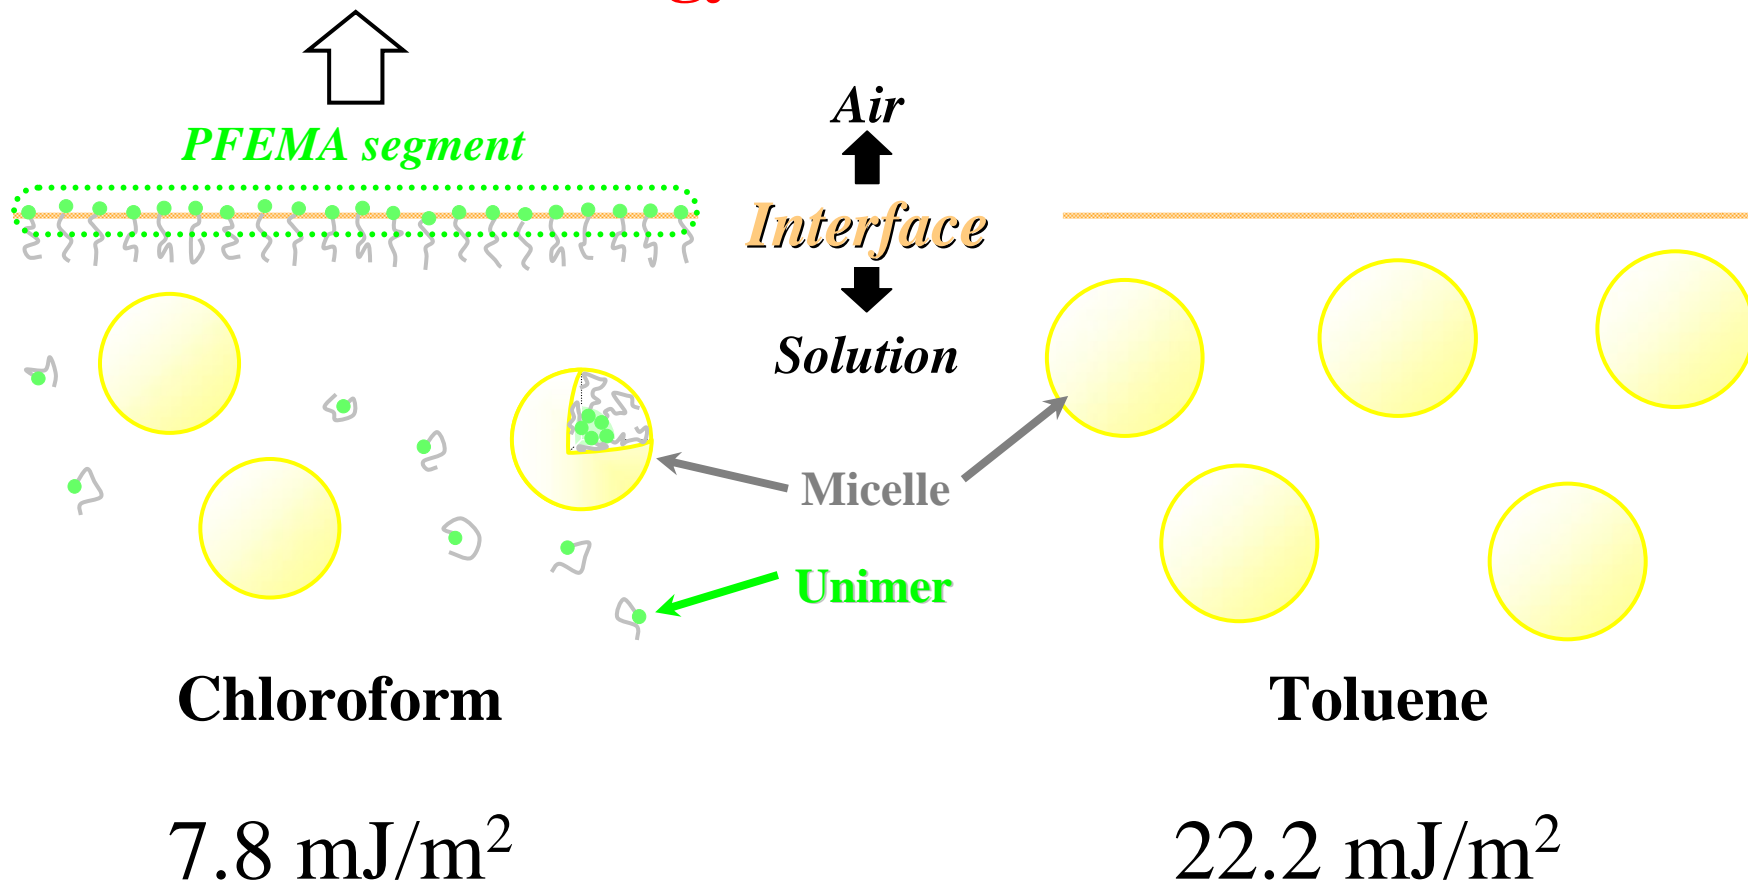 Air
PFEMA segment
Interface
Solution
Micelle
Unimer
Chloroform
Toluene
7.8 mJ/m²
22.2 mJ/m²